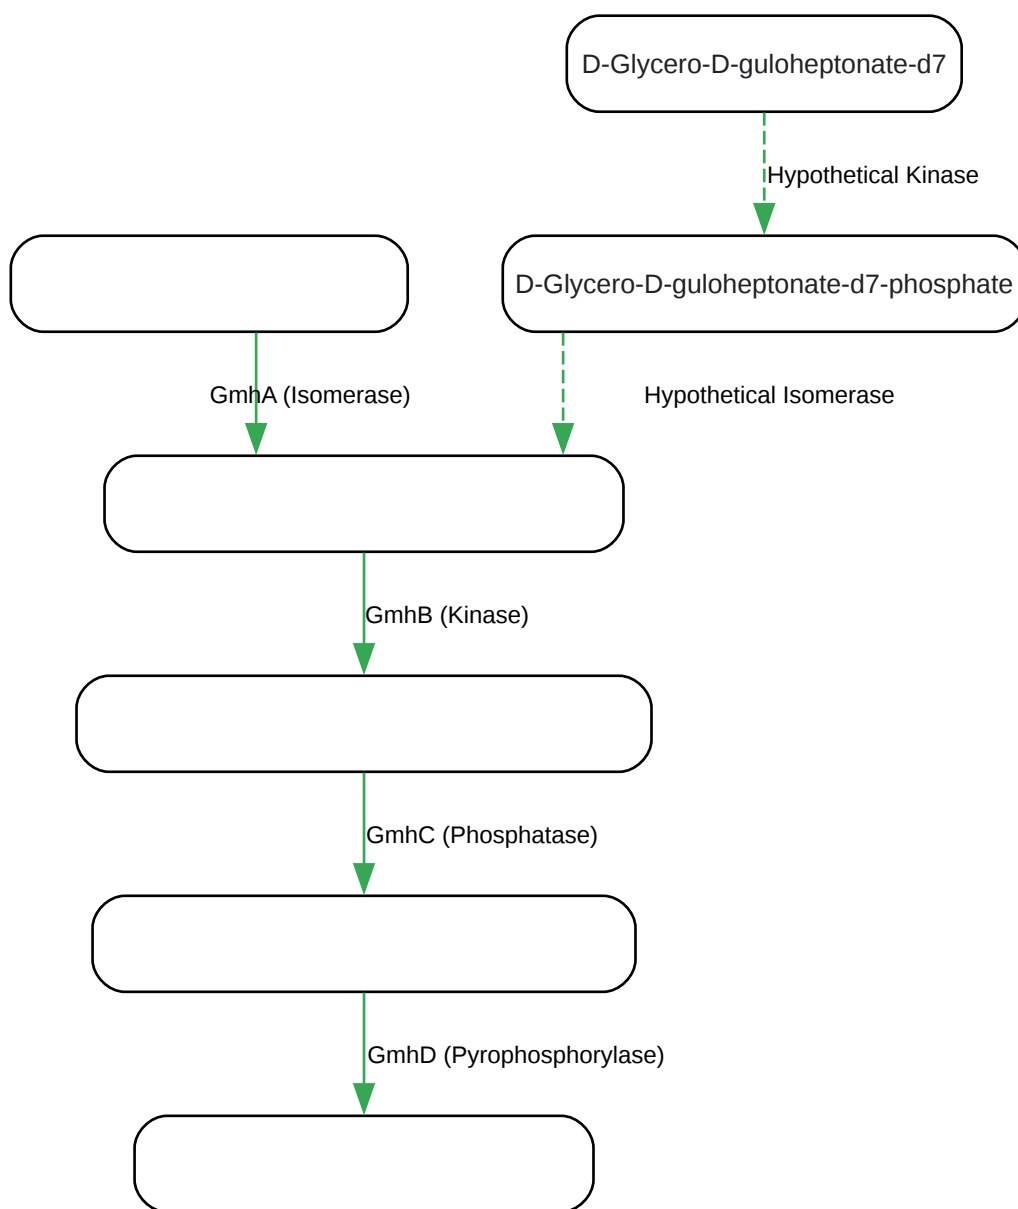 D-Glycero-D-guloheptonate-d7
Hypothetical Kinase
D-Glycero-D-guloheptonate-d7-phosphate
GmhA (Isomerase)
Hypothetical Isomerase
GmhB (Kinase)
GmhC (Phosphatase)
GmhD (Pyrophosphorylase)